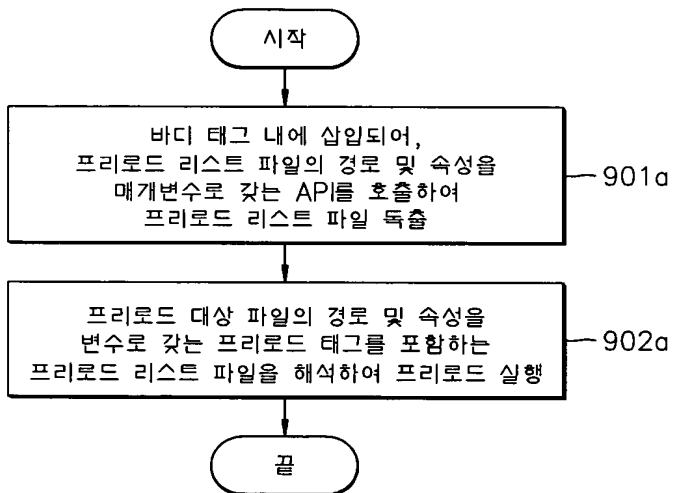 시작
바디 태그 내에 삽입되어,
프리로드 리스트 파일의 경로 및 속성을
매개변수로 갖는 API를 호출하여
프리로드 리스트 파일 독출
901a
프리로드 대상 파일의 경로 및 속성을
변수로 갖는 프리로드 태그를 포함하는
프리로드 리스트 파일을 해석하여 프리로드 실행
902a
끝